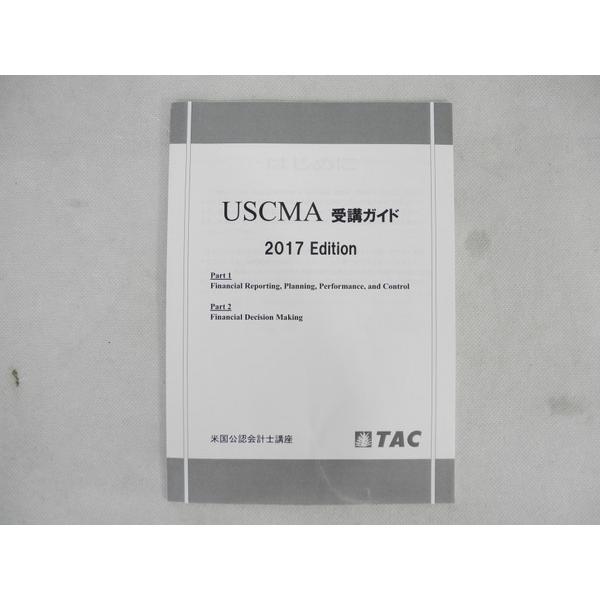 USCMA 受講ガイド
2017 Edition
Part 1
Financial Reporting, Planning, Performance, and Control
Part 2
Financial Decision Making
米国公認会計士講座
TAC